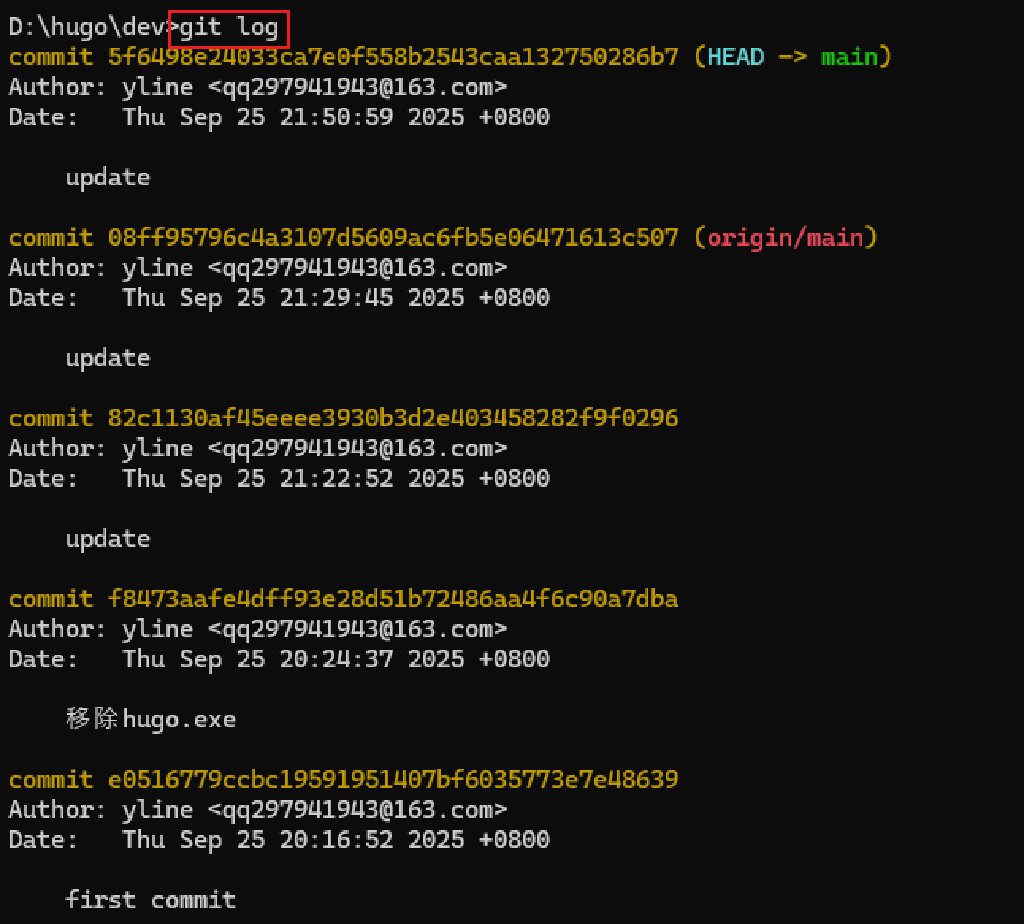 D:\hugo\dev>git log
commit 5f6498e24033ca7e0f558b2543caa132750286b7 (HEAD -> main)
Author: yline <qq297941943@163.com>
Date:   Thu Sep 25 21:50:59 2025 +0800
    update
commit 08ff95796c4a3107d5609ac6fb5e06471613c507 (origin/main)
Author: yline <qq297941943@163.com>
Date:   Thu Sep 25 21:29:45 2025 +0800
    update
commit 82c1130af45eeee3930b3d2e403458282f9f0296
Author: yline <qq297941943@163.com>
Date:   Thu Sep 25 21:22:52 2025 +0800
    update
commit f8473aafe4dff93e28d51b72486aa4f6c90a7dba
Author: yline <qq297941943@163.com>
Date:   Thu Sep 25 20:24:37 2025 +0800
    移除hugo.exe
commit e0516779ccbc19591951407bf6035773e7e48639
Author: yline <qq297941943@163.com>
Date:   Thu Sep 25 20:16:52 2025 +0800
    first commit